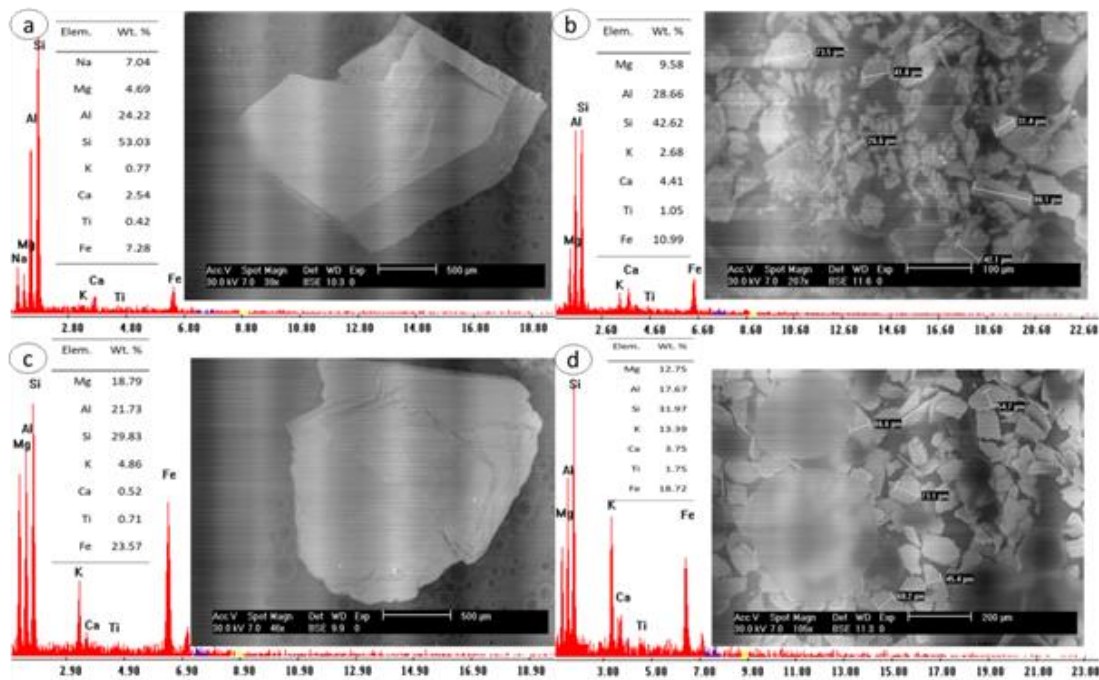 a
Elem. Wt. %
Na 7.04
Mg 4.69
Al 24.22
Si 53.03
K 0.77
Ca 2.54
Ti 0.42
Fe 7.28
Si
Al
Mg
Na
K
Ca
Ti
Fe
Acc.V Spot Magn Det WD Exp
30.0 kV 7.0 39x BSE 10.3 0
500 µm
2.80 4.80 6.80 8.80 10.80 12.80 14.80 16.80 18.80
b
Elem. Wt. %
Mg 9.58
Al 28.66
Si 42.62
K 2.68
Ca 4.41
Ti 1.05
Fe 10.99
Si
Al
Mg
K
Ca
Ti
Fe
73.5 µm
Acc.V Spot Magn Det WD Exp
30.0 kV 7.0 207x BSE 11.6 0
100 µm
2.60 4.60 6.60 8.60 10.60 12.60 14.60 16.60 18.60 20.60 22.60
c
Elem. Wt. %
Mg 18.79
Al 21.73
Si 29.83
K 4.86
Ca 0.52
Ti 0.71
Fe 23.57
Si
Al
Mg
K
Ca
Ti
Fe
Acc.V Spot Magn Det WD Exp
30.0 kV 7.0 46x BSE 9.9 0
500 µm
2.90 4.90 6.90 8.90 10.90 12.90 14.90 16.90 18.90
d
Elem. Wt. %
Mg 12.75
Al 17.67
Si 31.97
K 13.39
Ca 3.75
Ti 1.75
Fe 18.72
Si
Al
Mg
K
Ca
Ti
Fe
45.4 µm
Acc.V Spot Magn Det WD Exp
30.0 kV 7.0 106x BSE 11.3 0
200 µm
3.00 5.00 7.00 9.00 11.00 13.00 15.00 17.00 19.00 21.00 23.00